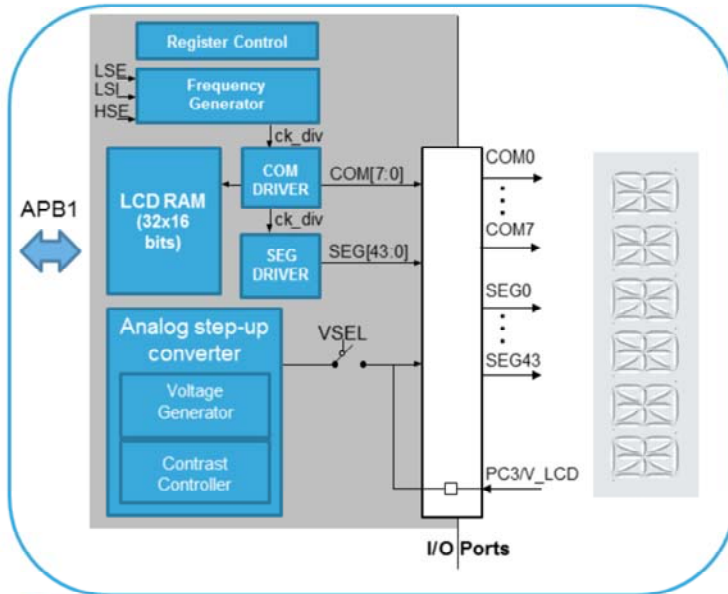 Register Control
LSE
LSI
HSE
Frequency
Generator
ck_div
LCD RAM
(32x16
bits)
COM
DRIVER
COM[7:0]
ck_div
SEG
DRIVER
SEG[43:0]
APB1
Analog step-up
converter
Voltage
Generator
Contrast
Controller
VSEL
COM0
COM7
SEG0
SEG43
PC3/V_LCD
I/O Ports